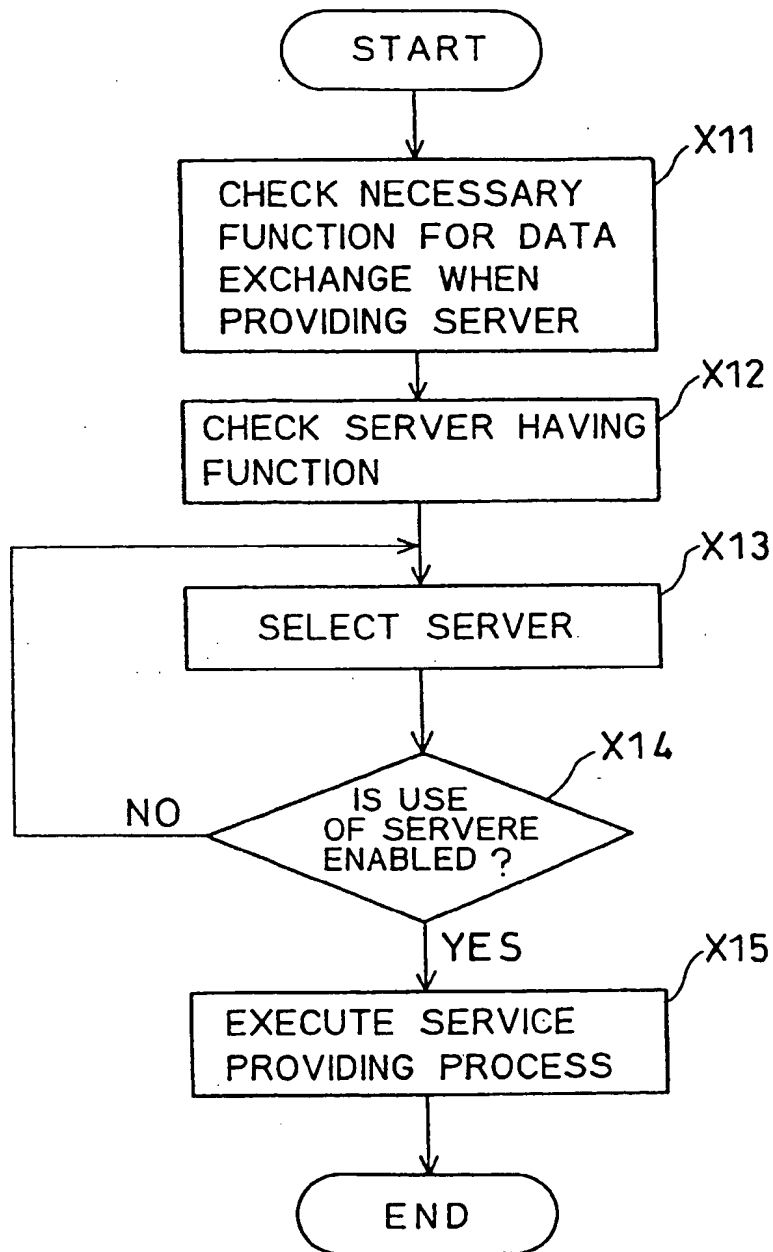 START
X11
CHECK NECESSARY
FUNCTION FOR DATA
EXCHANGE WHEN
PROVIDING SERVER
X12
CHECK SERVER HAVING
FUNCTION
X13
SELECT SERVER
X14
IS USE
OF SERVERE
ENABLED ?
NO
YES
X15
EXECUTE SERVICE
PROVIDING PROCESS
END